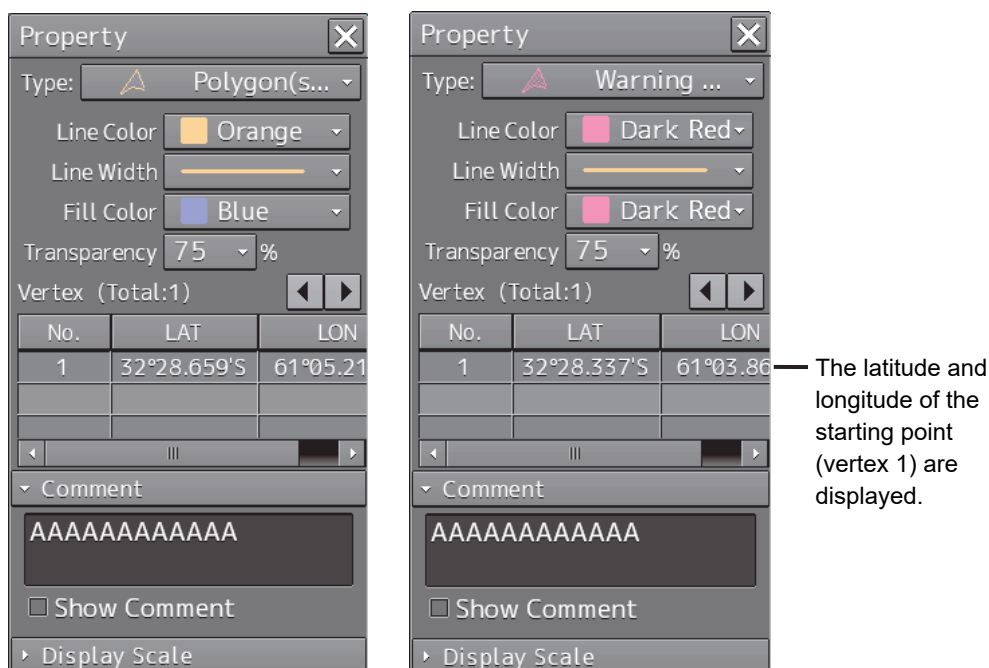 Property
Type: Polygon(s...
Line Color Orange
Line Width
Fill Color Blue
Transparency 75 %
Vertex (Total:1)
No. LAT LON
1 32°28.659'S 61°05.21
Comment
AAAAAAAAAAAA
Show Comment
Display Scale
Property
Type: Warning ...
Line Color Dark Red
Line Width
Fill Color Dark Red
Transparency 75 %
Vertex (Total:1)
No. LAT LON
1 32°28.337'S 61°03.86
Comment
AAAAAAAAAAAA
Show Comment
Display Scale
The latitude and
longitude of the
starting point
(vertex 1) are
displayed.